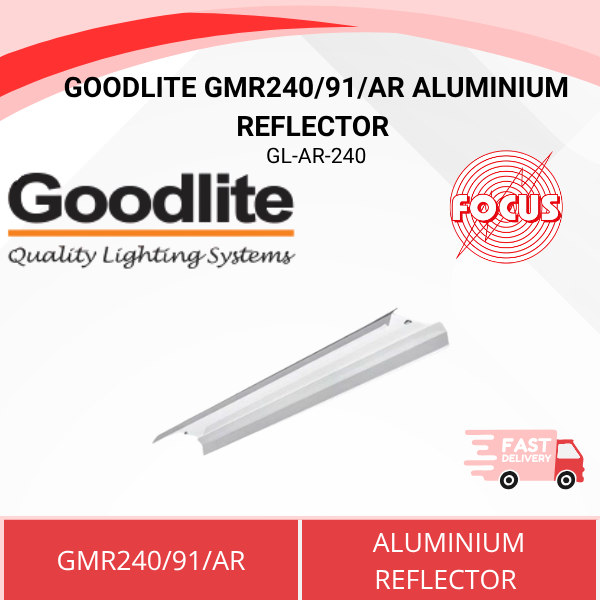 GOODLITE GMR240/91/AR ALUMINIUM
REFLECTOR
GL-AR-240
Goodlite
Quality Lighting Systems
FOCUS
FAST
DELIVERY
GMR240/91/AR
ALUMINIUM
REFLECTOR